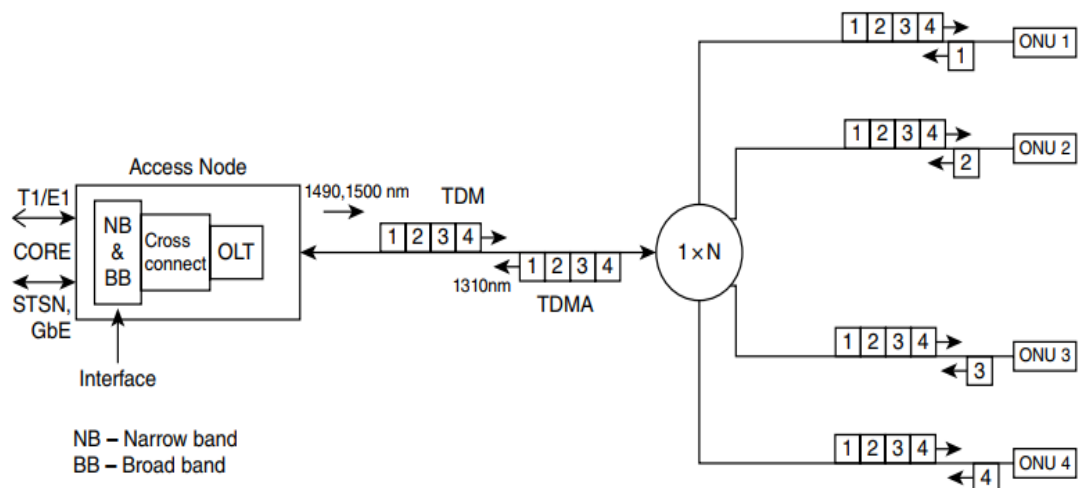 1 2 3 4
ONU 1
1
1 2 3 4
ONU 2
2
Access Node
T1/E1
CORE
STSN,
GbE
NB
&
BB
Cross
connect
OLT
1490,1500 nm
TDM
1 2 3 4
1310nm
1 2 3 4
TDMA
1 × N
Interface
1 2 3 4
ONU 3
3
1 2 3 4
ONU 4
4
NB – Narrow band
BB – Broad band